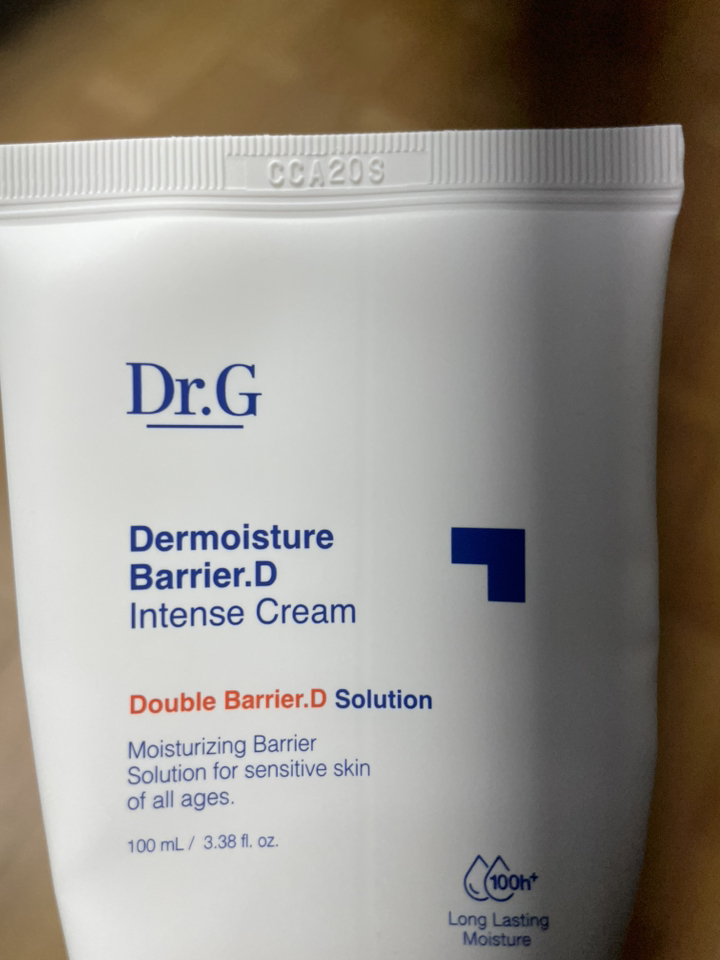 CCA20S
Dr.G
Dermoisture
Barrier.D
Intense Cream
Double Barrier.D Solution
Moisturizing Barrier
Solution for sensitive skin
of all ages.
100 mL / 3.38 fl. oz.
100h+
Long Lasting
Moisture